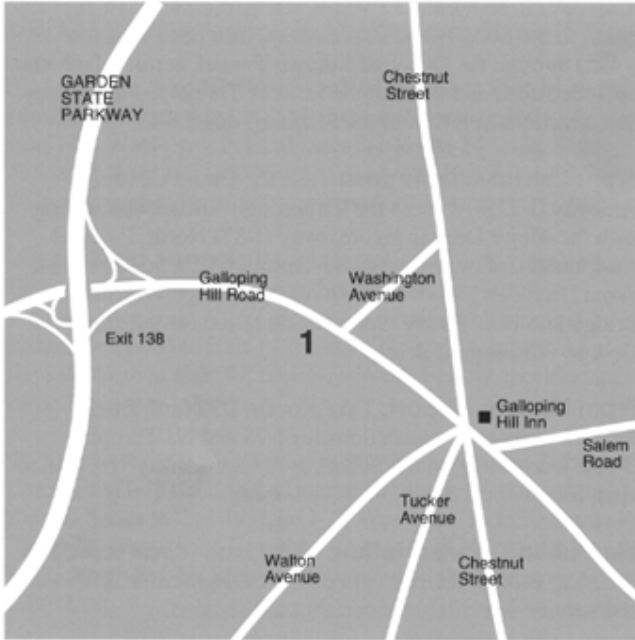 GARDEN
STATE
PARKWAY
Chestnut
Street
Galloping
Hill Road
Washington
Avenue
Exit 138
1
Galloping
Hill Inn
Salem
Road
Tucker
Avenue
Walton
Avenue
Chestnut
Street